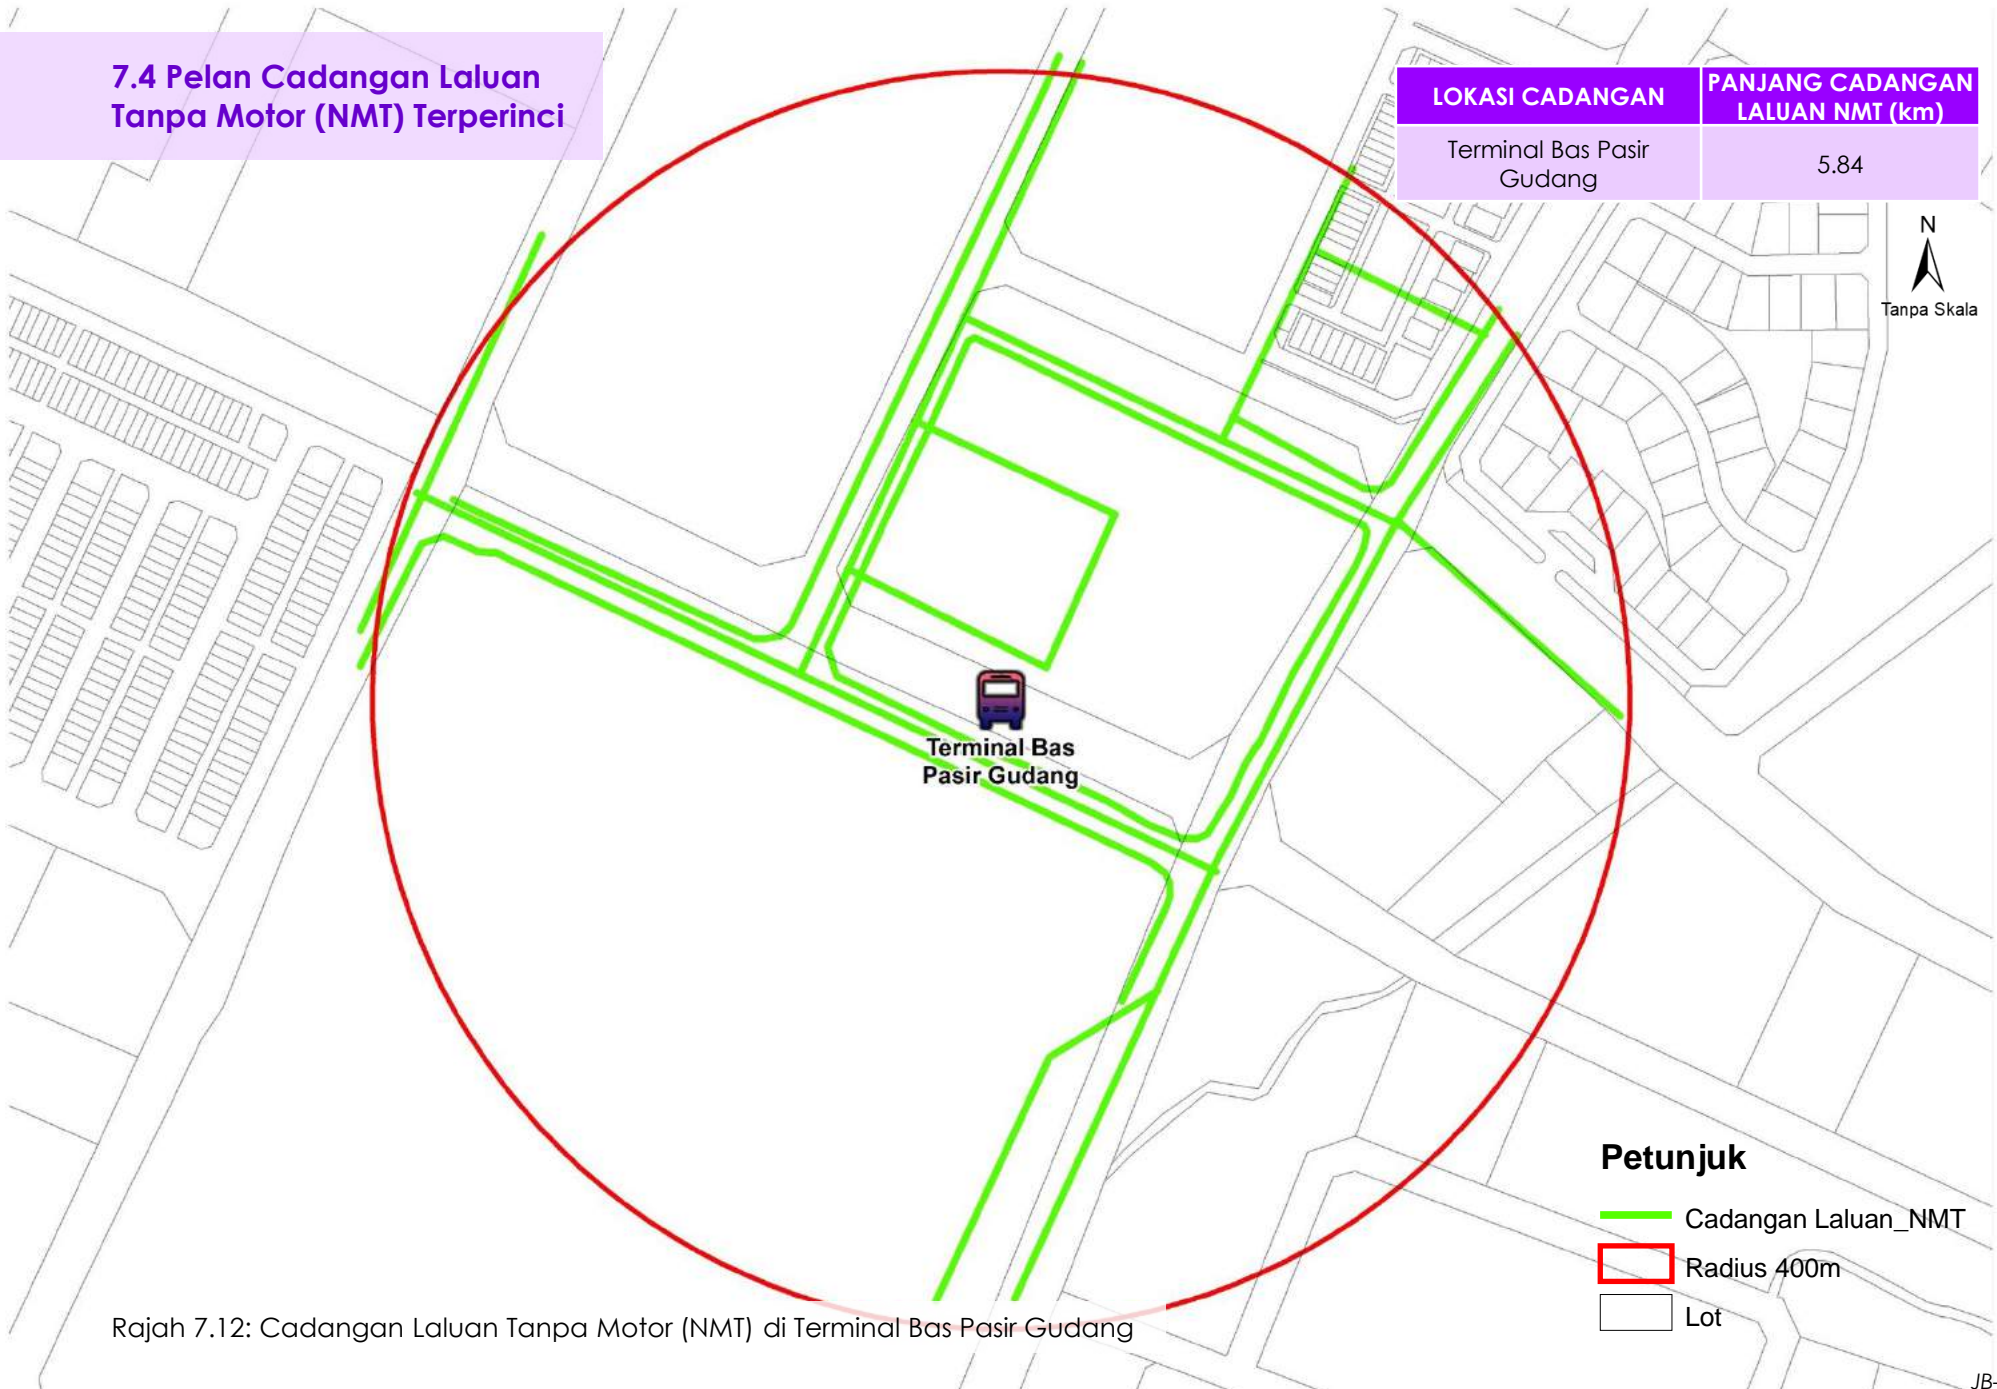 7.4 Pelan Cadangan Laluan
Tanpa Motor (NMT) Terperinci
LOKASI CADANGAN
PANJANG CADANGAN
LALUAN NMT (km)
Terminal Bas Pasir
Gudang
5.84
N
Tanpa Skala
Terminal Bas
Pasir Gudang
Petunjuk
Cadangan Laluan_NMT
Radius 400m
Lot
Rajah 7.12: Cadangan Laluan Tanpa Motor (NMT) di Terminal Bas Pasir Gudang
JB-